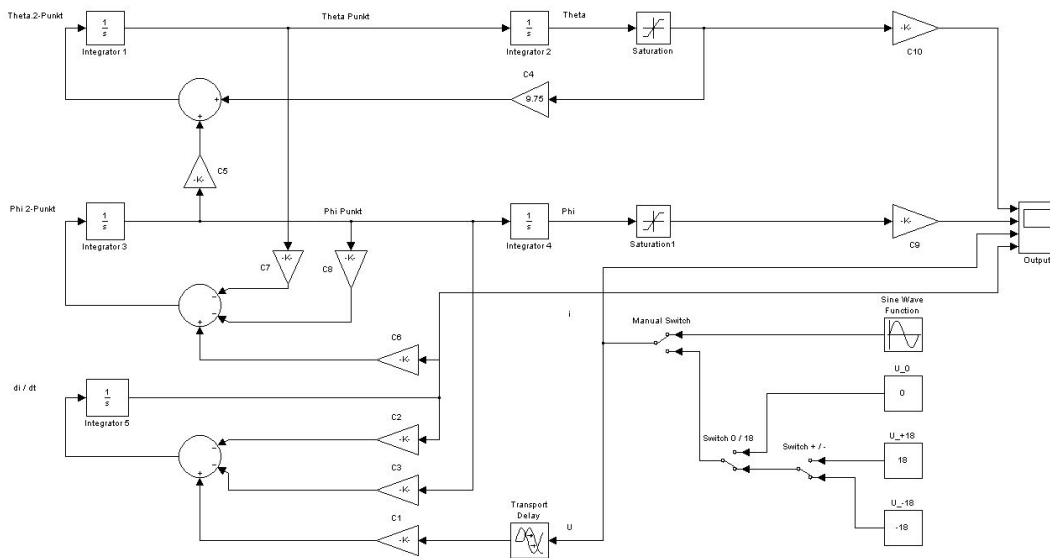 Theta.2-Punkt
1
s
Integrator 1
Theta Punkt
1
s
Integrator 2
Theta
Saturation
-K-
C10
C4
9.75
+
+
-K-
C5
Phi 2-Punkt
1
s
Integrator 3
Phi Punkt
1
s
Integrator 4
Phi
Saturation1
-K-
C9
Output
-K-
C7
-K-
C8
−
−
+
C6
-K-
i
Manual Switch
Sine Wave
Function
di / dt
1
s
Integrator 5
U_0
0
C2
-K-
−
−
+
C3
-K-
Switch 0 / 18
Switch + / -
U_+18
18
Transport
Delay
C1
-K-
U
U_-18
-18